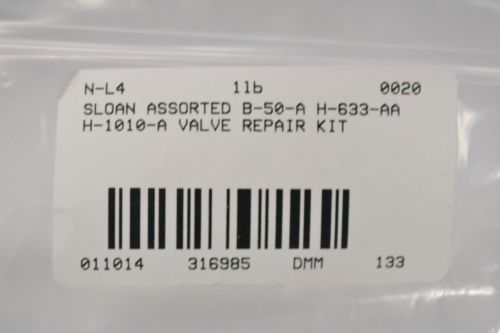 N-L4 1lb 0020
SLOAN ASSORTED B-50-A H-633-AA
H-1010-A VALVE REPAIR KIT
011014 316985 DMM 133